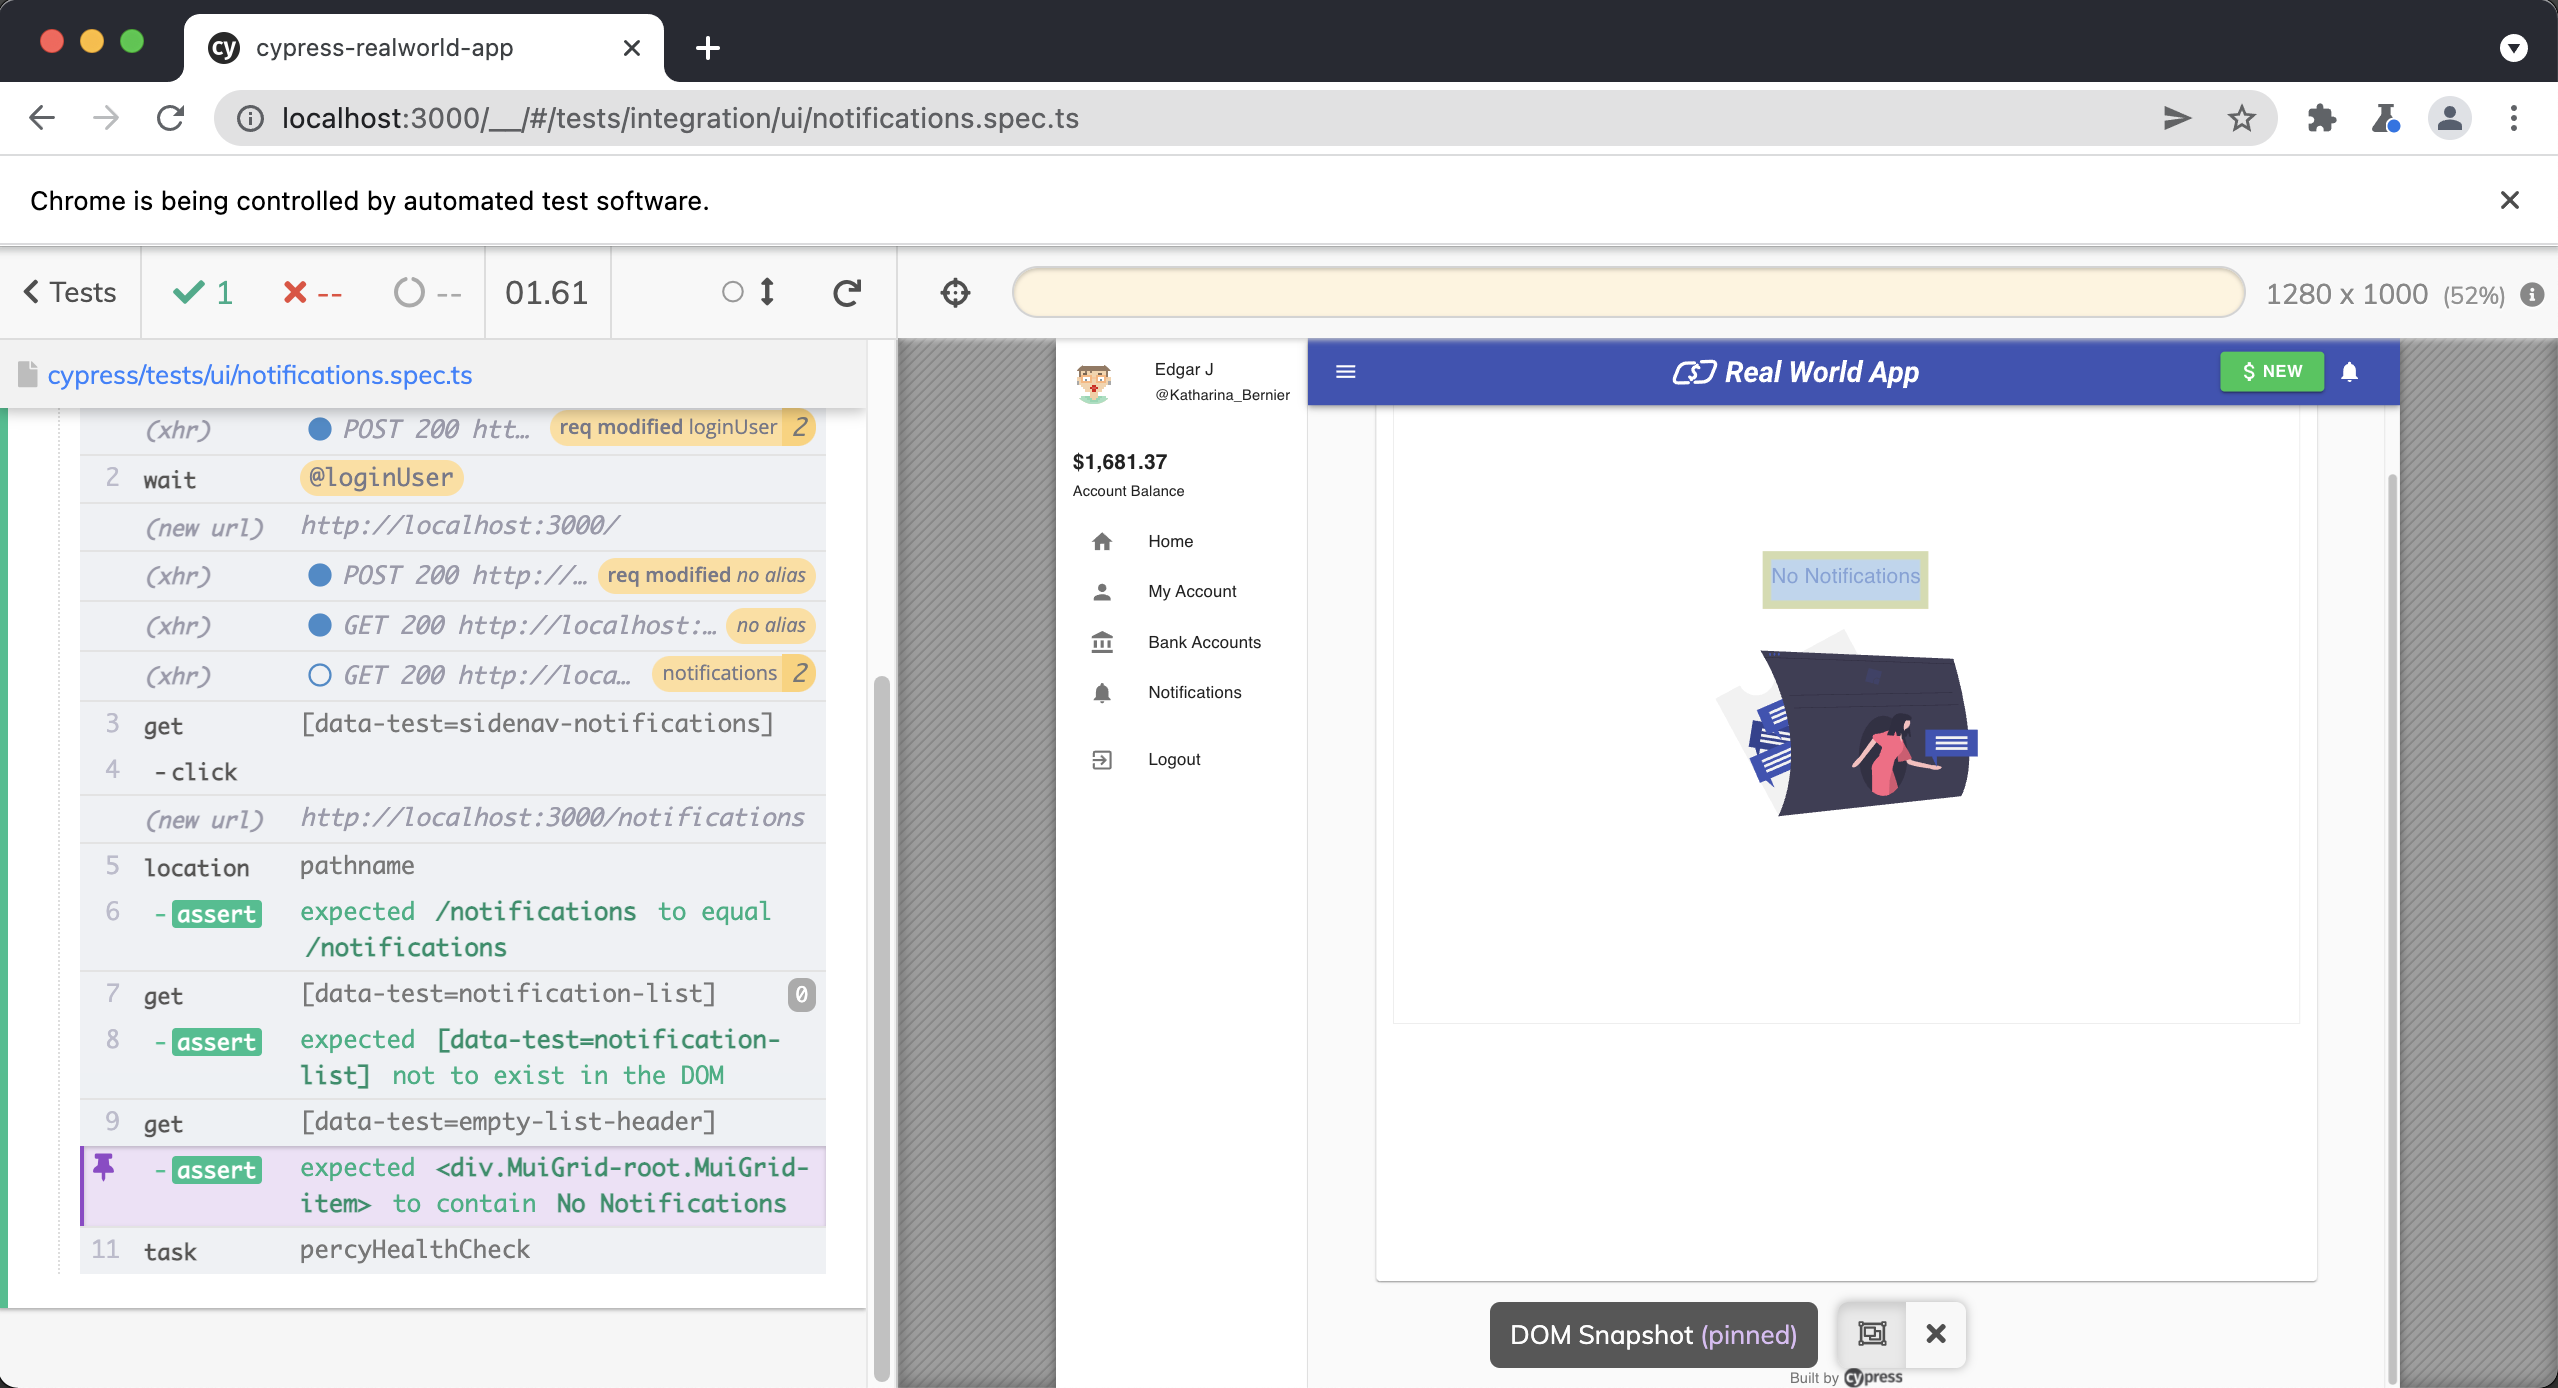 cy cypress-realworld-app
localhost:3000/__/#/tests/integration/ui/notifications.spec.ts
Chrome is being controlled by automated test software.
Tests 1 -- -- 01.61 1280 x 1000 (52%)
cypress/tests/ui/notifications.spec.ts
(xhr) POST 200 htt... req modified loginUser 2
2 wait @loginUser
(new url) http://localhost:3000/
(xhr) POST 200 http://... req modified no alias
(xhr) GET 200 http://localhost:... no alias
(xhr) GET 200 http://loca... notifications 2
3 get [data-test=sidenav-notifications]
4 -click
(new url) http://localhost:3000/notifications
5 location pathname
6 -assert expected /notifications to equal
/notifications
7 get [data-test=notification-list] 0
8 -assert expected [data-test=notification-
list] not to exist in the DOM
9 get [data-test=empty-list-header]
-assert expected <div.MuiGrid-root.MuiGrid-
item> to contain No Notifications
11 task percyHealthCheck
Edgar J
@Katharina_Bernier
$1,681.37
Account Balance
Home
My Account
Bank Accounts
Notifications
Logout
Real World App
$ NEW
No Notifications
DOM Snapshot (pinned)
Built by cypress